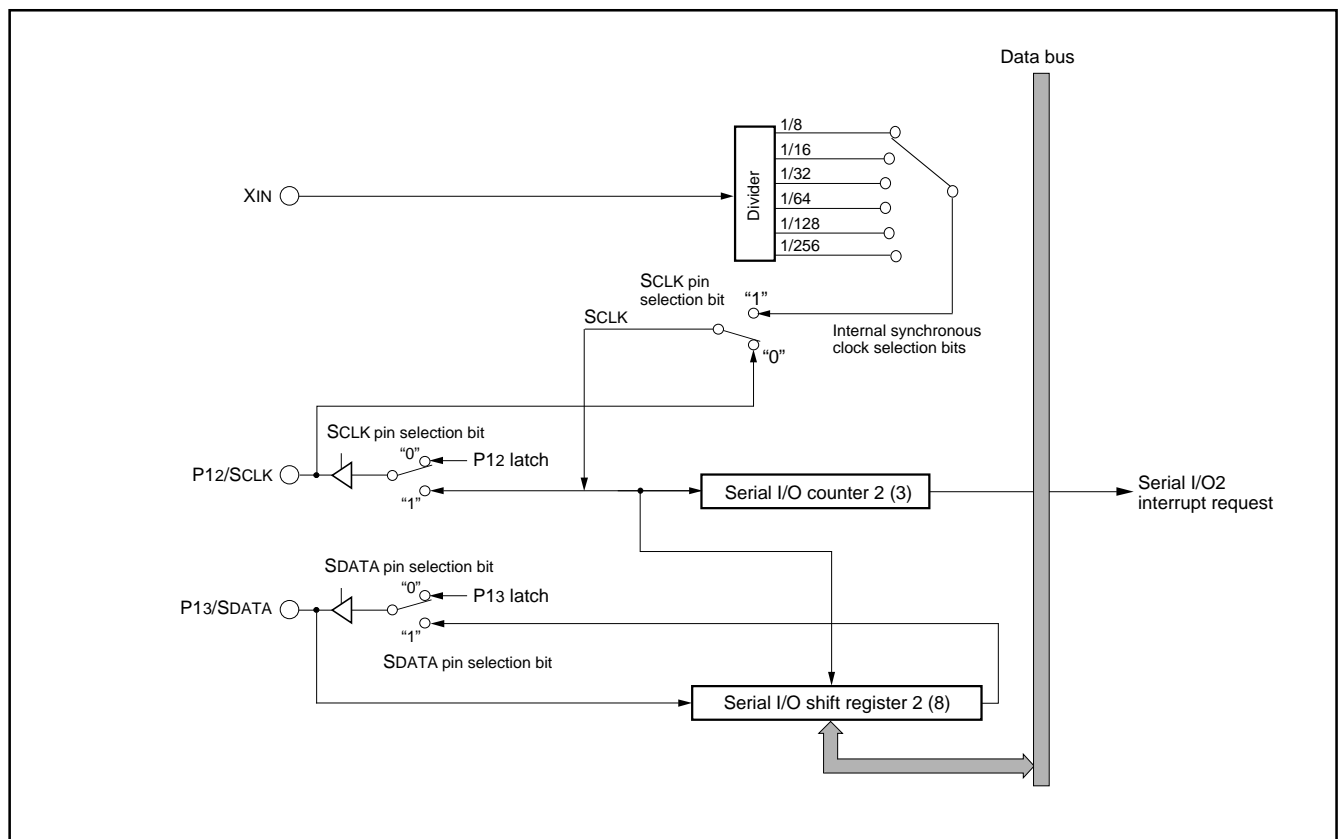 Data bus
1/8
1/16
1/32
1/64
1/128
1/256
Divider
XIN
SCLK pin
selection bit
“1”
SCLK
Internal synchronous
clock selection bits
“0”
SCLK pin selection bit
“0”
P12 latch
P12/SCLK
“1”
Serial I/O counter 2 (3)
Serial I/O2
interrupt request
SDATA pin selection bit
“0”
P13 latch
P13/SDATA
“1”
SDATA pin selection bit
Serial I/O shift register 2 (8)